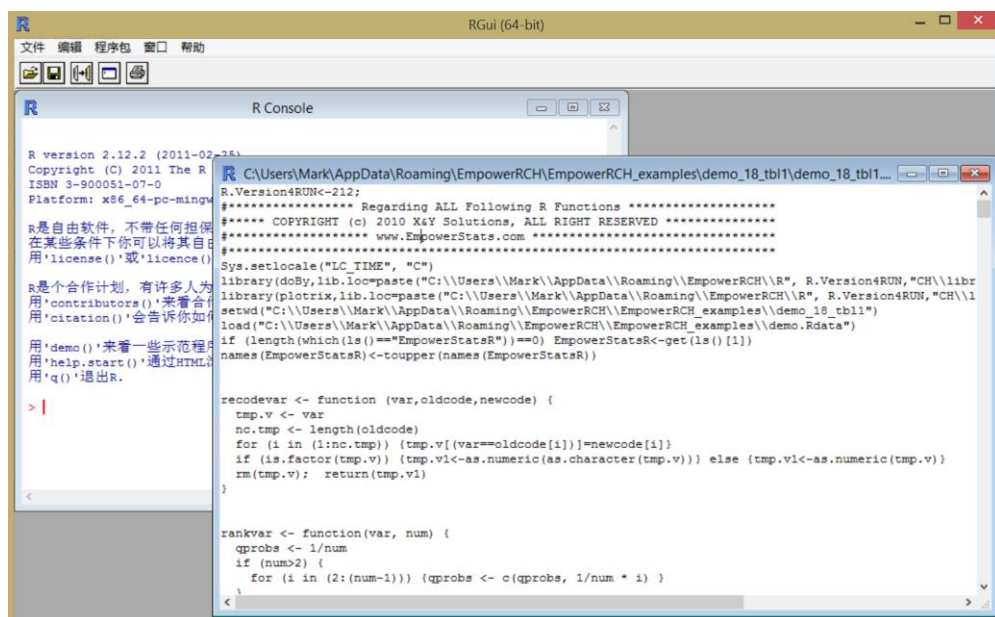 RGui (64-bit)
文件 编辑 程序包 窗口 帮助
R Console
R version 2.12.2 (2011-02-25)
Copyright (C) 2011 The R
ISBN 3-900051-07-0
Platform: x86_64-pc-mingw
R是自由软件，不带任何担保
在某些条件下你可以将其自由
用'license()'或'licence()
R是个合作计划，有许多人为
用'contributors()'来看合作
用'citation()'会告诉你如何
用'demo()'来看一些示范程序
用'help.start()'通过HTML浏
用'q()'退出R.
>
C:\Users\Mark\AppData\Roaming\EmpowerRCH\EmpowerRCH_examples\demo_18_tbl1\demo_18_tbl1....
R.Version4RUN<-212;
#***************** Regarding ALL Following R Functions ********************
#***** COPYRIGHT (c) 2010 X&Y Solutions, ALL RIGHT RESERVED ***************
#******************* www.EmpowerStats.com *********************************
#**************************************************************************
Sys.setlocale("LC_TIME", "C")
library(doBy,lib.loc=paste("C:\\Users\\Mark\\AppData\\Roaming\\EmpowerRCH\\R", R.Version4RUN,"CH\\libr
library(plotrix,lib.loc=paste("C:\\Users\\Mark\\AppData\\Roaming\\EmpowerRCH\\R", R.Version4RUN,"CH\\l
setwd("C:\\Users\\Mark\\AppData\\Roaming\\EmpowerRCH\\EmpowerRCH_examples\\demo_18_tbl1")
load("C:\\Users\\Mark\\AppData\\Roaming\\EmpowerRCH\\EmpowerRCH_examples\\demo.Rdata")
if (length(which(ls()=="EmpowerStatsR"))==0) EmpowerStatsR<-get(ls()[1])
names(EmpowerStatsR)<-toupper(names(EmpowerStatsR))
recodevar <- function (var,oldcode,newcode) {
tmp.v <- var
nc.tmp <- length(oldcode)
for (i in (1:nc.tmp)) {tmp.v[(var==oldcode[i])]=newcode[i]}
if (is.factor(tmp.v)) {tmp.v1<-as.numeric(as.character(tmp.v))} else {tmp.v1<-as.numeric(tmp.v)}
rm(tmp.v); return(tmp.v1)
}
rankvar <- function(var, num) {
qprobs <- 1/num
if (num>2) {
for (i in (2:(num-1))) {qprobs <- c(qprobs, 1/num * i) }